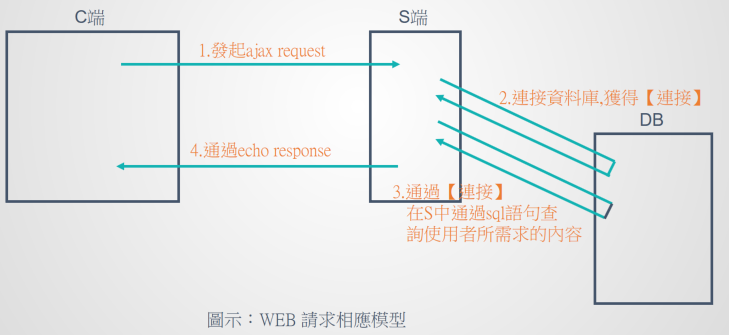 C端
S端
1.發起ajax request
2.連接資料庫,獲得【連接】
DB
4.通過echo response
3.通過【連接】
在S中通過sql語句查
詢使用者所需求的內容
圖示：WEB 請求相應模型